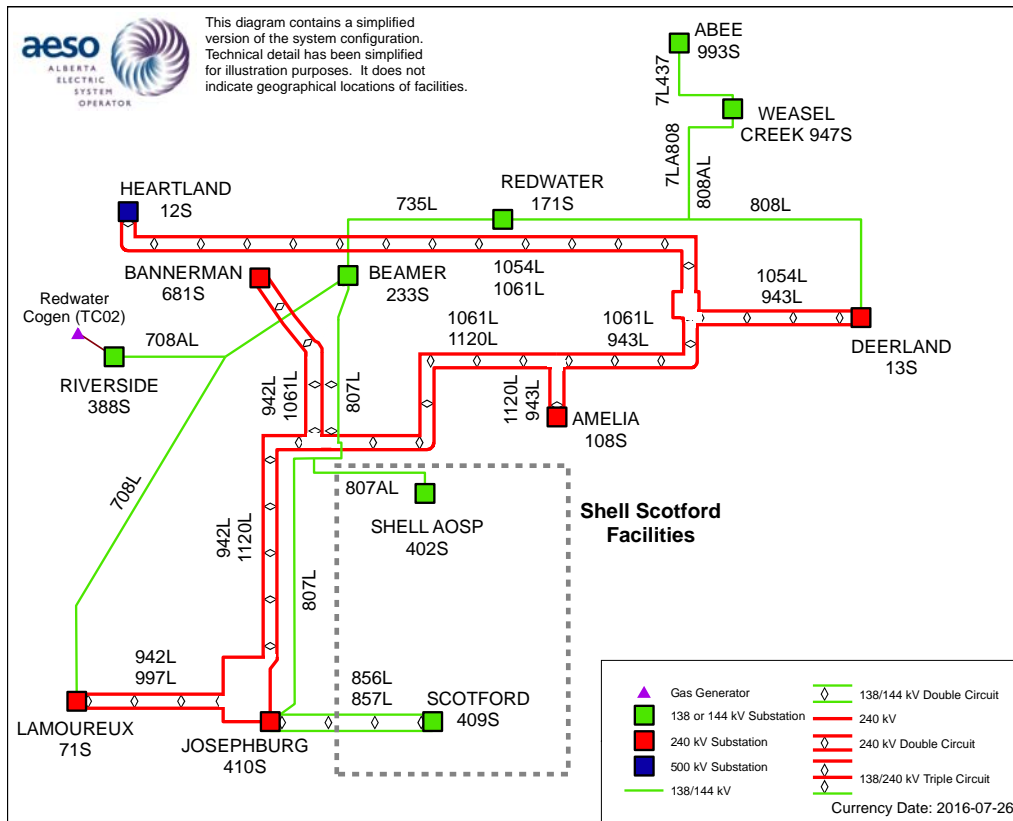 aeso
ALBERTA
ELECTRIC
SYSTEM
OPERATOR
This diagram contains a simplified
version of the system configuration.
Technical detail has been simplified
for illustration purposes. It does not
indicate geographical locations of facilities.
ABEE
993S
7L437
WEASEL
CREEK 947S
7LA808
808AL
HEARTLAND
12S
735L
REDWATER
171S
808L
BANNERMAN
681S
BEAMER
233S
1054L
1061L
1054L
943L
Redwater
Cogen (TC02)
708AL
RIVERSIDE
388S
1061L
1120L
1061L
943L
DEERLAND
13S
942L
1061L
807L
1120L
943L
AMELIA
108S
708L
807AL
SHELL AOSP
402S
Shell Scotford
Facilities
942L
1120L
807L
942L
997L
LAMOUREUX
71S
JOSEPHBURG
410S
856L
857L
SCOTFORD
409S
Gas Generator
138 or 144 kV Substation
240 kV Substation
500 kV Substation
138/144 kV
138/144 kV Double Circuit
240 kV
240 kV Double Circuit
138/240 kV Triple Circuit
Currency Date: 2016-07-26